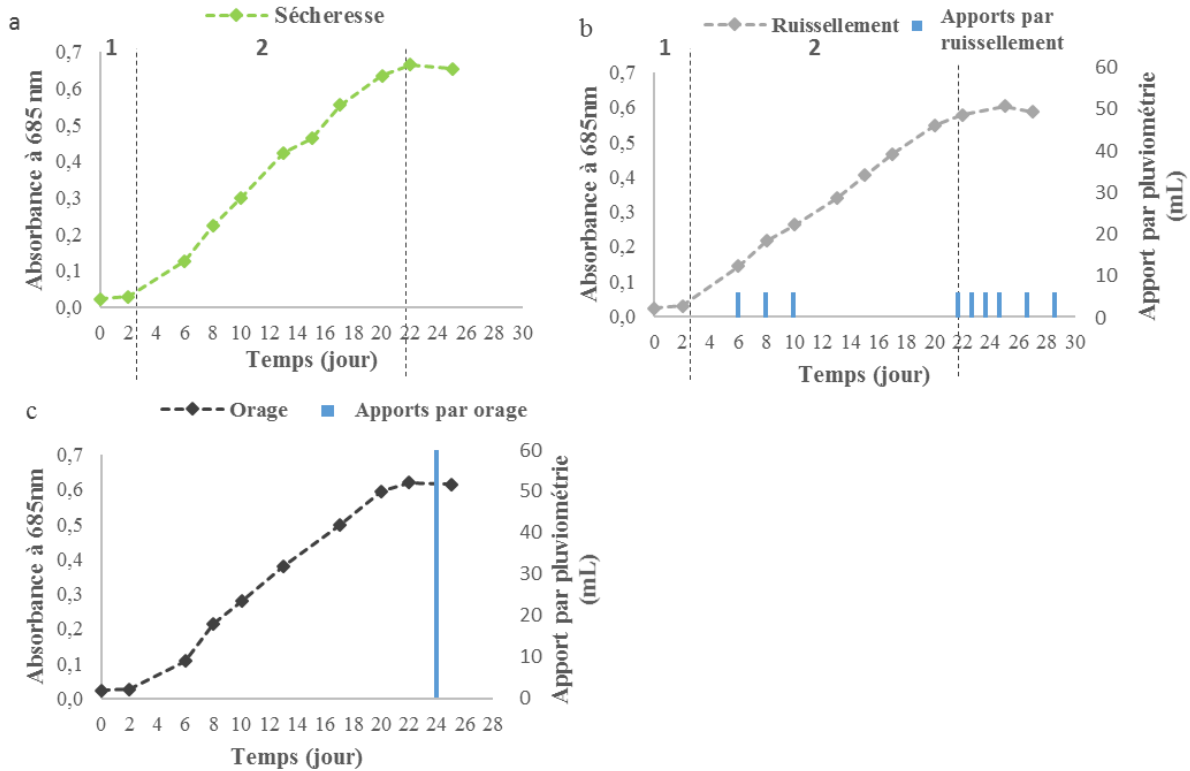 a
Sécheresse
1 2
Absorbance à 685 nm
0,7
0,6
0,5
0,4
0,3
0,2
0,1
0,0
0 2 4 6 8 10 12 14 16 18 20 22 24 26 28 30
Temps (jour)
b
Ruissellement
Apports par
ruissellement
1 2
Absorbance à 685nm
0,7
0,6
0,5
0,4
0,3
0,2
0,1
0,0
60
50
40
30
20
10
0
Apport par pluviométrie
(mL)
0 2 4 6 8 10 12 14 16 18 20 22 24 26 28 30
Temps (jour)
c
Orage
Apports par orage
Absorbance à 685nm
0,7
0,6
0,5
0,4
0,3
0,2
0,1
0,0
60
50
40
30
20
10
0
Apport par pluviométrie
(mL)
0 2 4 6 8 10 12 14 16 18 20 22 24 26 28
Temps (jour)